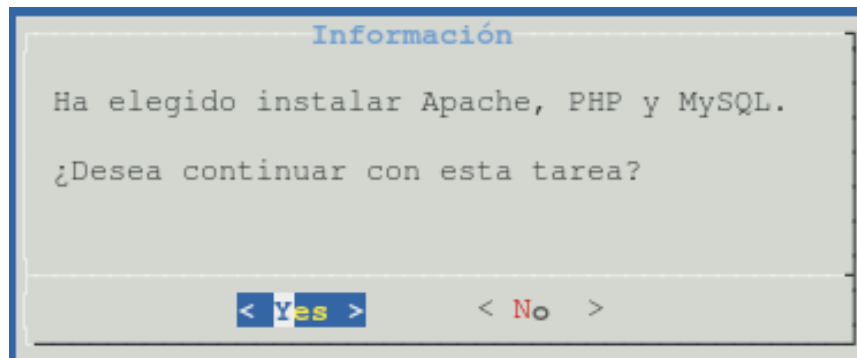 Información
Ha elegido instalar Apache, PHP y MySQL.
¿Desea continuar con esta tarea?
< Yes > < No >